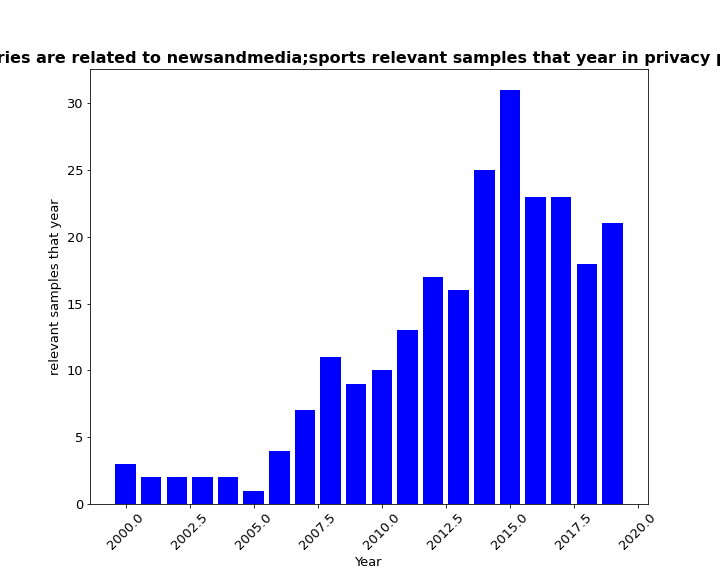 ries are related to newsandmedia;sports relevant samples that year in privacy p
30
25
20
15
10
5
0
relevant samples that year
2000.0 2002.5 2005.0 2007.5 2010.0 2012.5 2015.0 2017.5 2020.0
Year